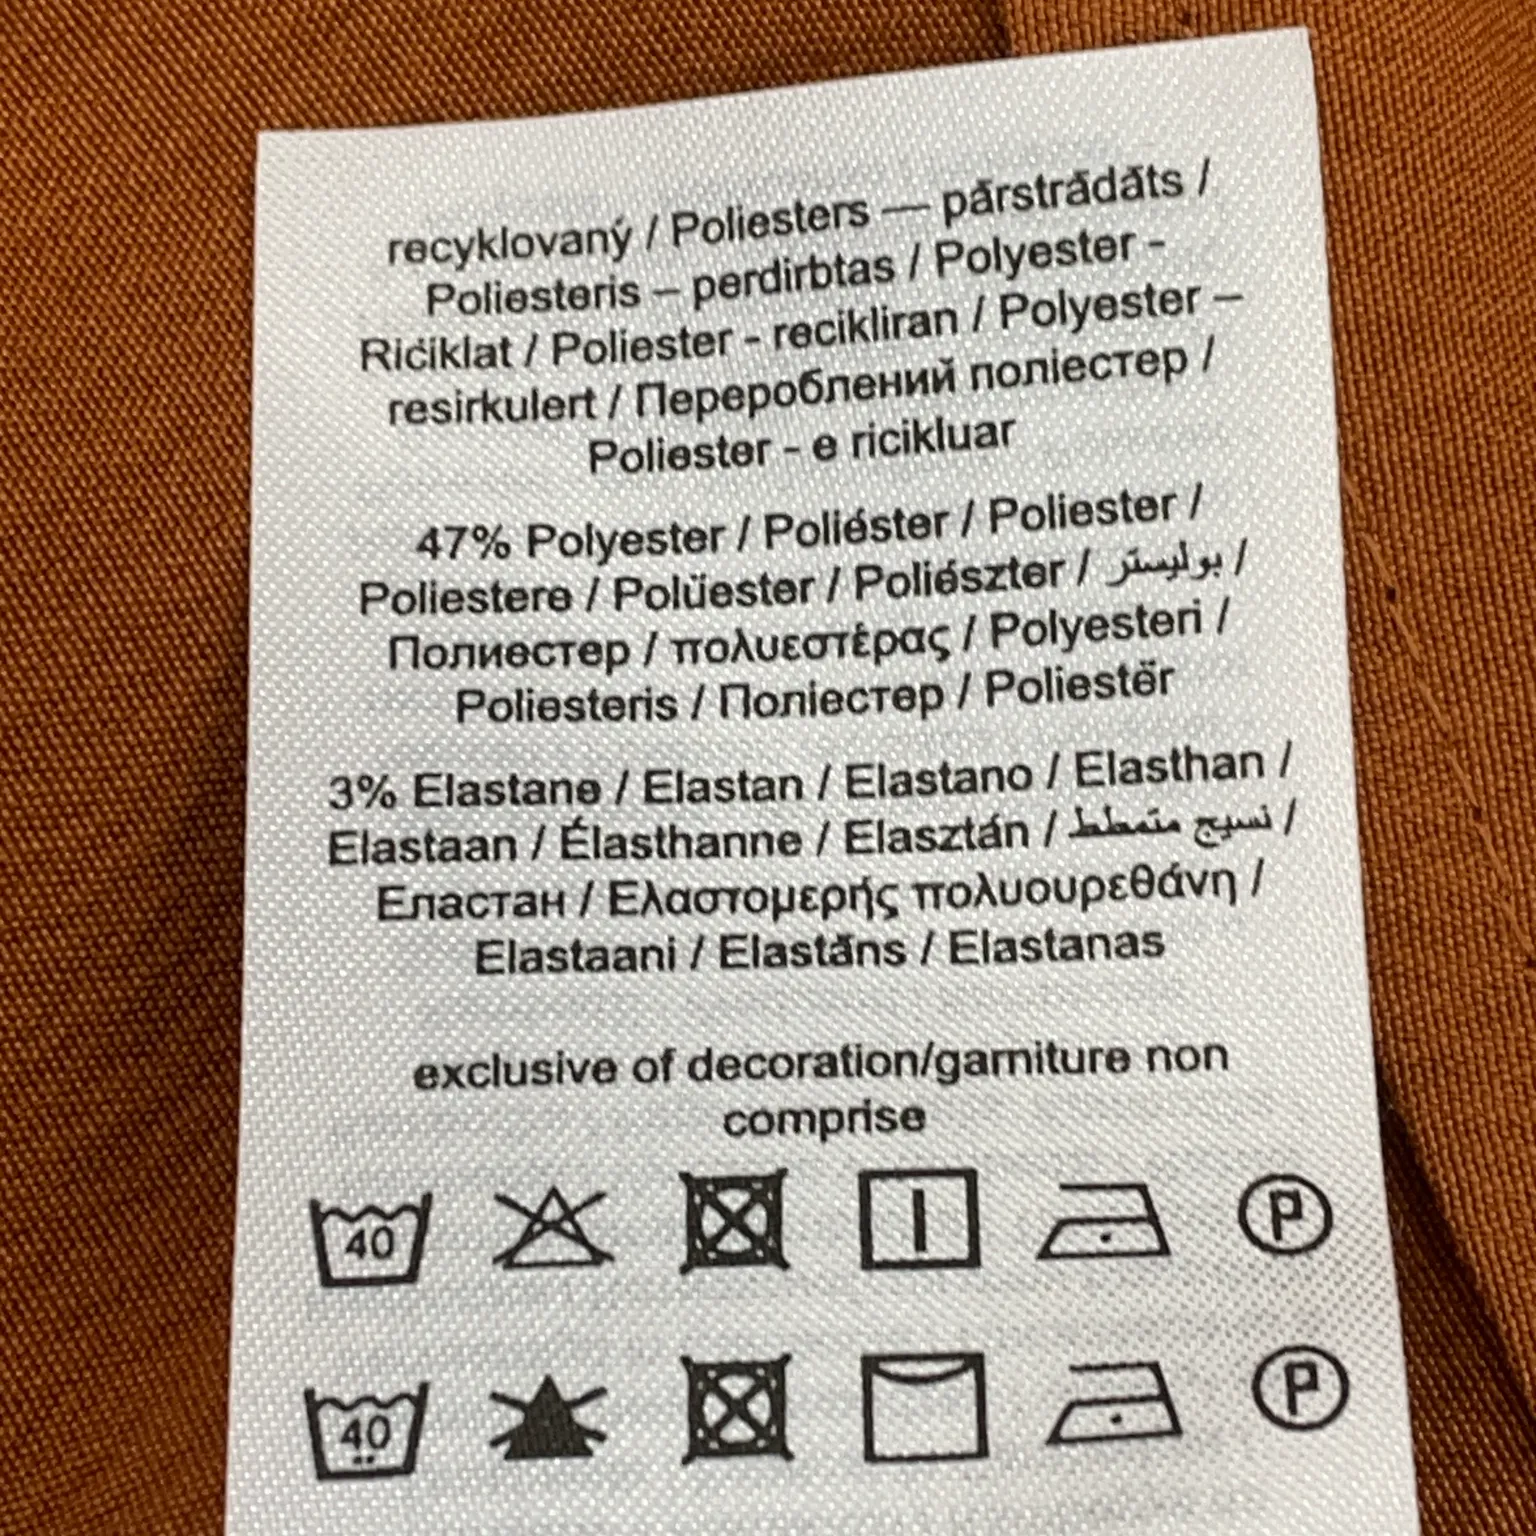 recyklovaný / Poliesters — pārstrādāts /
Poliesteris – perdirbtas / Polyester -
Riċiklat / Poliester - recikliran / Polyester –
resirkulert / Перероблений поліестер /
Poliester - e ricikluar
47% Polyester / Poliéster / Poliester /
Poliestere / Polüester / Poliészter / بوليستر /
Полиестер / πολυεστέρας / Polyesteri /
Poliesteris / Поліестер / Poliestër
3% Elastane / Elastan / Elastano / Elasthan /
Elastaan / Élasthanne / Elasztán / نسيج متمطط /
Еластан / Ελαστομερής πολυουρεθάνη /
Elastaani / Elastāns / Elastanas
exclusive of decoration/garniture non
comprise
40 P
40 P